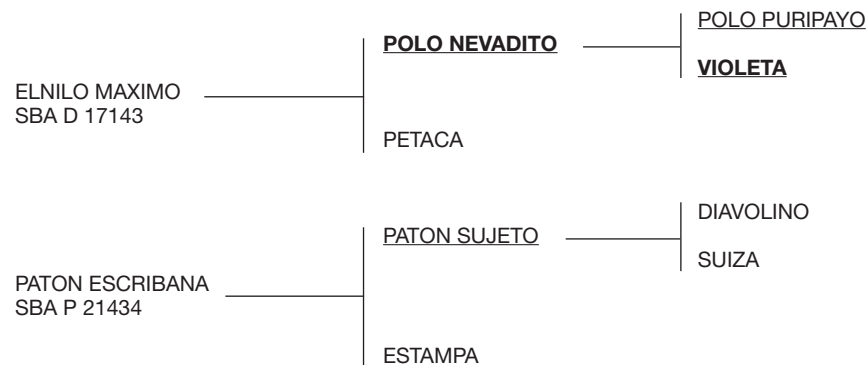 POLO PURIPAYO
POLO NEVADITO
VIOLETA
ELNILO MAXIMO
SBA D 17143
PETACA
DIAVOLINO
PATON SUJETO
SUIZA
PATON ESCRIBANA
SBA P 21434
ESTAMPA